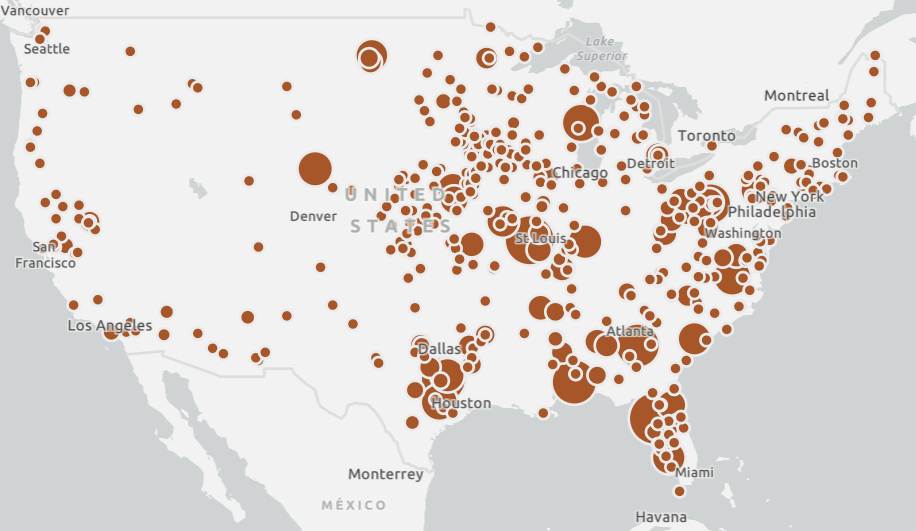 Vancouver
Seattle
Lake
Superior
Montreal
Toronto
Detroit
Boston
Chicago
UNITED
STATES
New York
Philadelphia
Denver
St Louis
Washington
San
Francisco
Los Angeles
Atlanta
Dallas
Houston
Monterrey
Miami
MÉXICO
Havana